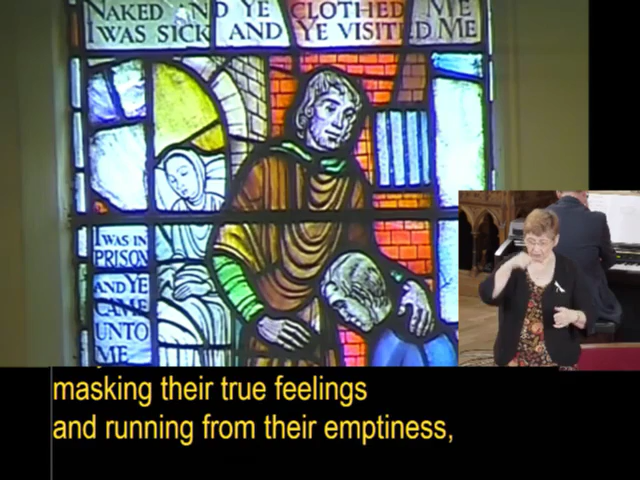 NAKED AND YE CLOTHED ME
I WAS SICK AND YE VISITED ME
I WAS IN
PRISON
AND YE
CAME
UNTO
ME
masking their true feelings
and running from their emptiness,